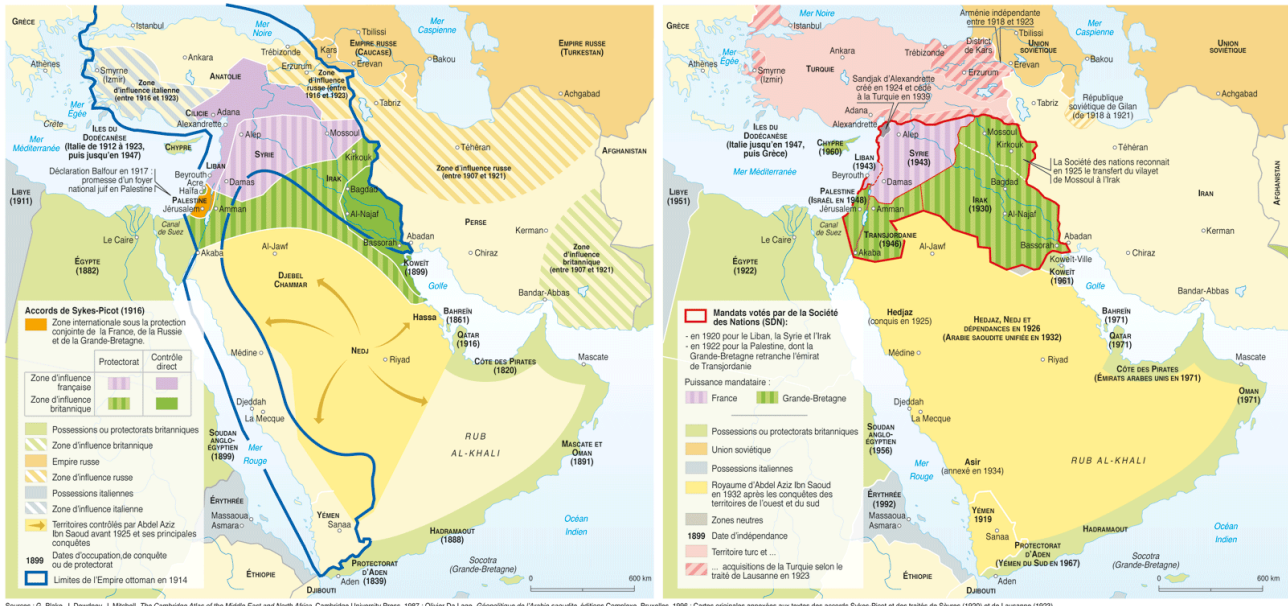 GRÈCE
Istanbul
Mer
Noire
Mer
Caspienne
Tbilissi
EMPIRE RUSSE
(CAUCASE)
EMPIRE RUSSE
(TURKESTAN)
Trébizonde
Kars
Erevan
Bakou
Ankara
Erzurum
Athènes
Smyrne
(Izmir)
Zone
d'influence italienne
(entre 1916 et 1923)
ANATOLIE
Zone
d'influence
russe (entre
1916 et 1923)
Achgabad
Tabriz
Mer
Égée
CILICIE
Adana
Alexandrette
Crète
Mer
Méditerranée
ILES DU
DODÉCANÈSE
(Italie de 1912 à 1923,
puis jusqu'en 1947)
CHYPRE
Alep
Mossoul
SYRIE
Kirkouk
Téhéran
AFGHANISTAN
Zone d'influence russe
(entre 1907 et 1921)
Déclaration Balfour en 1917 :
promesse d'un foyer
national juif en Palestine
LIBAN
Beyrouth
Acre
Haïfa
Damas
IRAK
Bagdad
LIBYE
(1911)
PALESTINE
Jérusalem
Amman
Al-Najaf
PERSE
Canal
de Suez
Le Caire
Akaba
Al-Jawf
Bassorah
Abadan
Kerman
Zone
d'influence
britannique
(entre 1907 et 1921)
Chiraz
ÉGYPTE
(1882)
KOWEÏT
(1899)
DJEBEL
CHAMMAR
Golfe
Bandar-Abbas
Hassa
BAHREÏN
(1861)
QATAR
(1916)
NEDJ
Médine
Riyad
CÔTE DES PIRATES
(1820)
Mascate
Djeddah
La Mecque
SOUDAN
ANGLO-
ÉGYPTIEN
(1899)
Mer
Rouge
RUB
AL-KHALI
MASCATE ET
OMAN
(1891)
ÉRYTHRÉE
Massaoua
Asmara
YÉMEN
Sanaa
HADRAMAOUT
(1888)
Océan
Indien
PROTECTORAT
D'ADEN
(1839)
Aden
Socotra
(Grande-Bretagne)
ÉTHIOPIE
DJIBOUTI
0
600 km
Accords de Sykes-Picot (1916)
Zone internationale sous la protection
conjointe de la France, de la Russie
et de la Grande-Bretagne.
Protectorat
Contrôle
direct
Zone d'influence
française
Zone d'influence
britannique
Possessions ou protectorats britanniques
Zone d'influence britannique
Empire russe
Zone d'influence russe
Possessions italiennes
Zone d'influence italienne
Territoires contrôlés par Abdel Aziz
Ibn Saoud avant 1925 et ses principales
conquêtes
1899 Dates d'occupation, de conquête
ou de protectorat
Limites de l'Empire ottoman en 1914
GRÈCE
Mer Noire
Istanbul
Arménie indépendante
entre 1918 et 1923
Tbilissi
UNION
SOVIÉTIQUE
Mer
Caspienne
UNION
SOVIÉTIQUE
District
de Kars
Trébizonde
Erevan
Bakou
Ankara
Mer
Égée
Athènes
Smyrne
(Izmir)
TURQUIE
Erzurum
Sandjak d'Alexandrette
créé en 1924 et cédé
à la Turquie en 1939
Achgabad
Tabriz
République
soviétique de Gilan
(de 1918 à 1921)
Adana
Alexandrette
ILES DU
DODÉCANÈSE
(Italie jusqu'en 1947,
puis Grèce)
CHYPRE
(1960)
Alep
Mossoul
Kirkouk
Téhéran
Mer Méditerranée
LIBAN
(1943)
Beyrouth
SYRIE
(1943)
Damas
La Société des nations reconnait
en 1925 le transfert du vilayet
de Mossoul à l'Irak
AFGHANISTAN
LIBYE
(1951)
PALESTINE
(ISRAËL EN 1948)
Jérusalem
Amman
Bagdad
IRAK
(1930)
Al-Najaf
IRAN
Canal
de Suez
Le Caire
TRANSJORDANIE
(1946)
Akaba
Al-Jawf
Bassorah
Abadan
Kerman
Chiraz
ÉGYPTE
(1922)
Koweït-Ville
KOWEÏT
(1961)
Golfe
Bandar-Abbas
Hedjaz
(conquis en 1925)
HEDJAZ, NEDJ ET
DÉPENDANCES EN 1926
(ARABIE SAOUDITE UNIFIÉE EN 1932)
BAHREÏN
(1971)
QATAR
(1971)
Médine
Riyad
CÔTE DES PIRATES
(ÉMIRATS ARABES UNIS EN 1971)
Mascate
OMAN
(1971)
Djeddah
La Mecque
SOUDAN
ANGLO-
ÉGYPTIEN
(1956)
Mer
Rouge
Asir
(annexé en 1934)
RUB AL-KHALI
ÉRYTHRÉE
(1992)
Massaoua
Asmara
YÉMEN
1919
Sanaa
HADRAMAOUT
Océan
Indien
PROTECTORAT
D'ADEN
(YÉMEN DU SUD EN 1967)
Aden
Socotra
(Grande-Bretagne)
ÉTHIOPIE
DJIBOUTI
0
600 km
Mandats votés par de la Société
des Nations (SDN):
- en 1920 pour le Liban, la Syrie et l'Irak
- en 1922 pour la Palestine, dont la
Grande-Bretagne retranche l'émirat
de Transjordanie
Puissance mandataire :
France
Grande-Bretagne
Possessions ou protectorats britanniques
Union soviétique
Possessions italiennes
Royaume d'Abdel Aziz Ibn Saoud
en 1932 après les conquêtes des
territoires de l'ouest et du sud
Zones neutres
1899 Date d'indépendance
Territoire turc et ...
... acquisitions de la Turquie selon le
traité de Lausanne en 1923